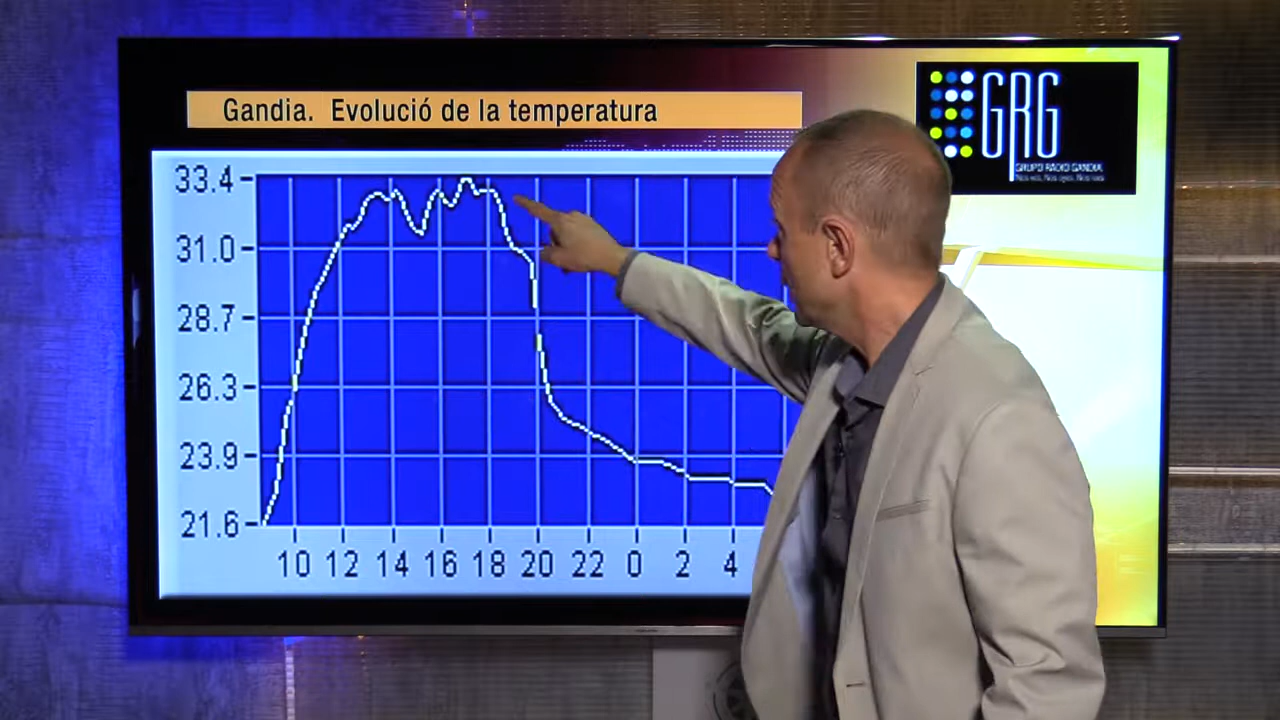 Gandia. Evolució de la temperatura
GRG
GRUPO RADIO GANDIA
33.4
31.0
28.7
26.3
23.9
21.6
10 12 14 16 18 20 22 0 2 4